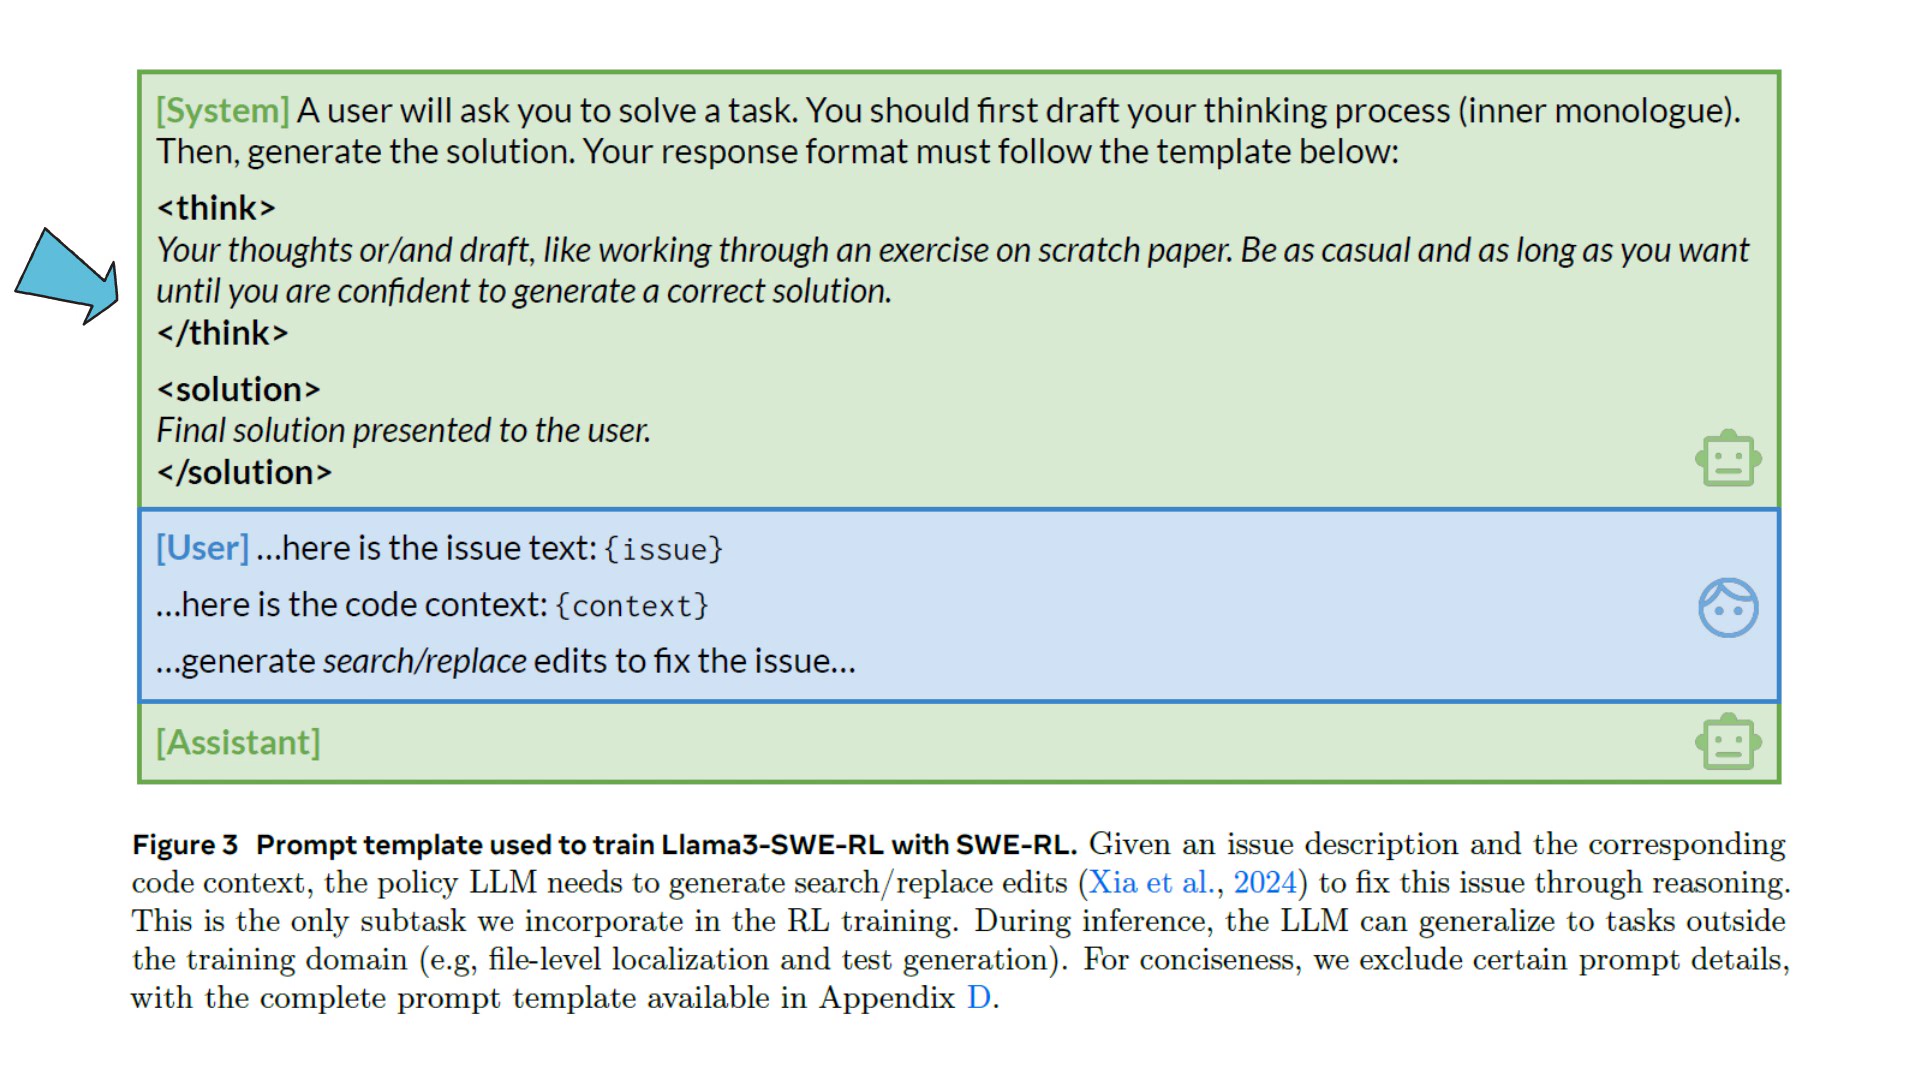 [System] A user will ask you to solve a task. You should first draft your thinking process (inner monologue).
Then, generate the solution. Your response format must follow the template below:
<think>
Your thoughts or/and draft, like working through an exercise on scratch paper. Be as casual and as long as you want
until you are confident to generate a correct solution.
</think>
<solution>
Final solution presented to the user.
</solution>
[User] ...here is the issue text: {issue}
...here is the code context: {context}
...generate search/replace edits to fix the issue...
[Assistant]
Figure 3 Prompt template used to train Llama3-SWE-RL with SWE-RL. Given an issue description and the corresponding
code context, the policy LLM needs to generate search/replace edits (Xia et al., 2024) to fix this issue through reasoning.
This is the only subtask we incorporate in the RL training. During inference, the LLM can generalize to tasks outside
the training domain (e.g, file-level localization and test generation). For conciseness, we exclude certain prompt details,
with the complete prompt template available in Appendix D.